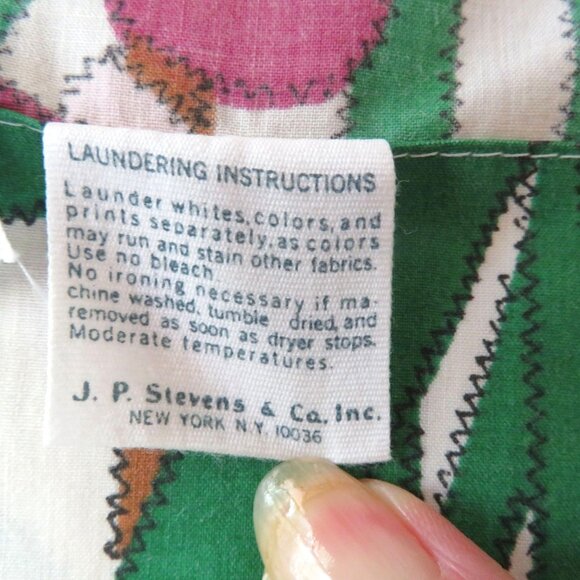 LAUNDERING INSTRUCTIONS
Launder whites, colors, and
prints separately, as colors
may run and stain other fabrics.
Use no bleach
No ironing necessary if ma-
chine washed, tumble dried, and
removed as soon as dryer stops.
Moderate temperatures.
J. P. Stevens & Co. Inc.
NEW YORK N.Y. 10036